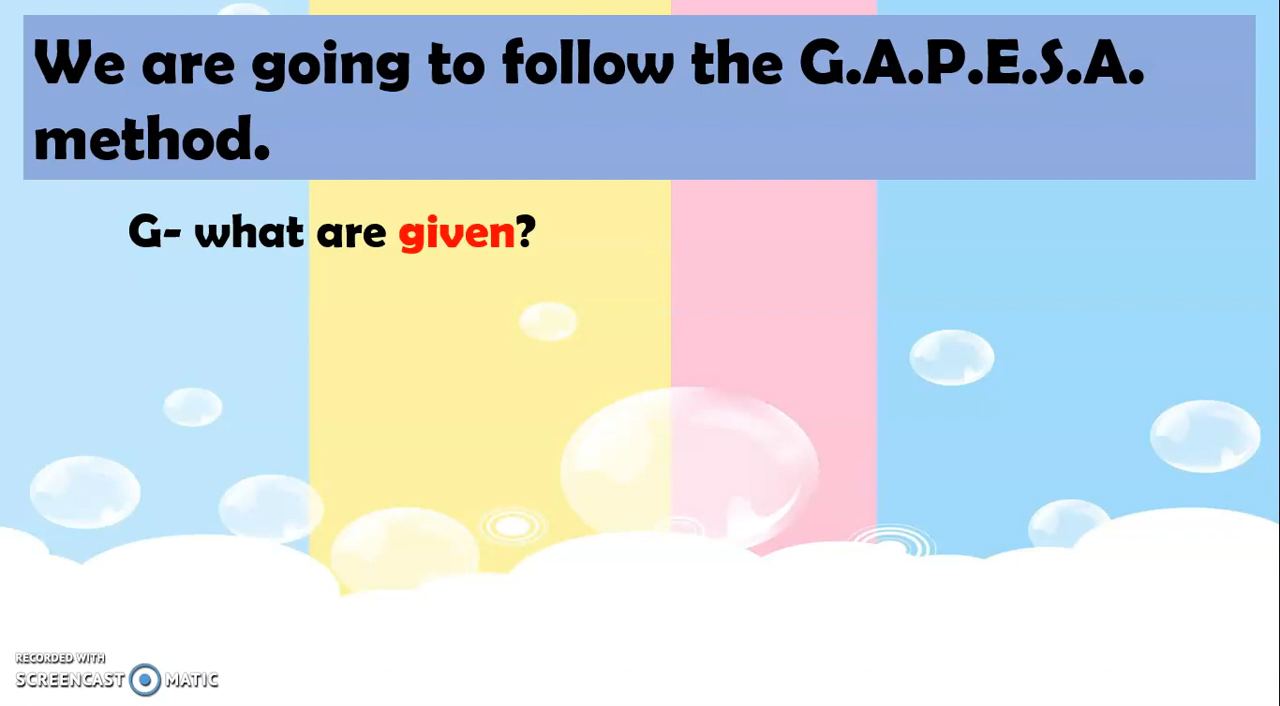 We are going to follow the G.A.P.E.S.A.
method.
G- what are given?
RECORDED WITH
SCREENCAST MATIC